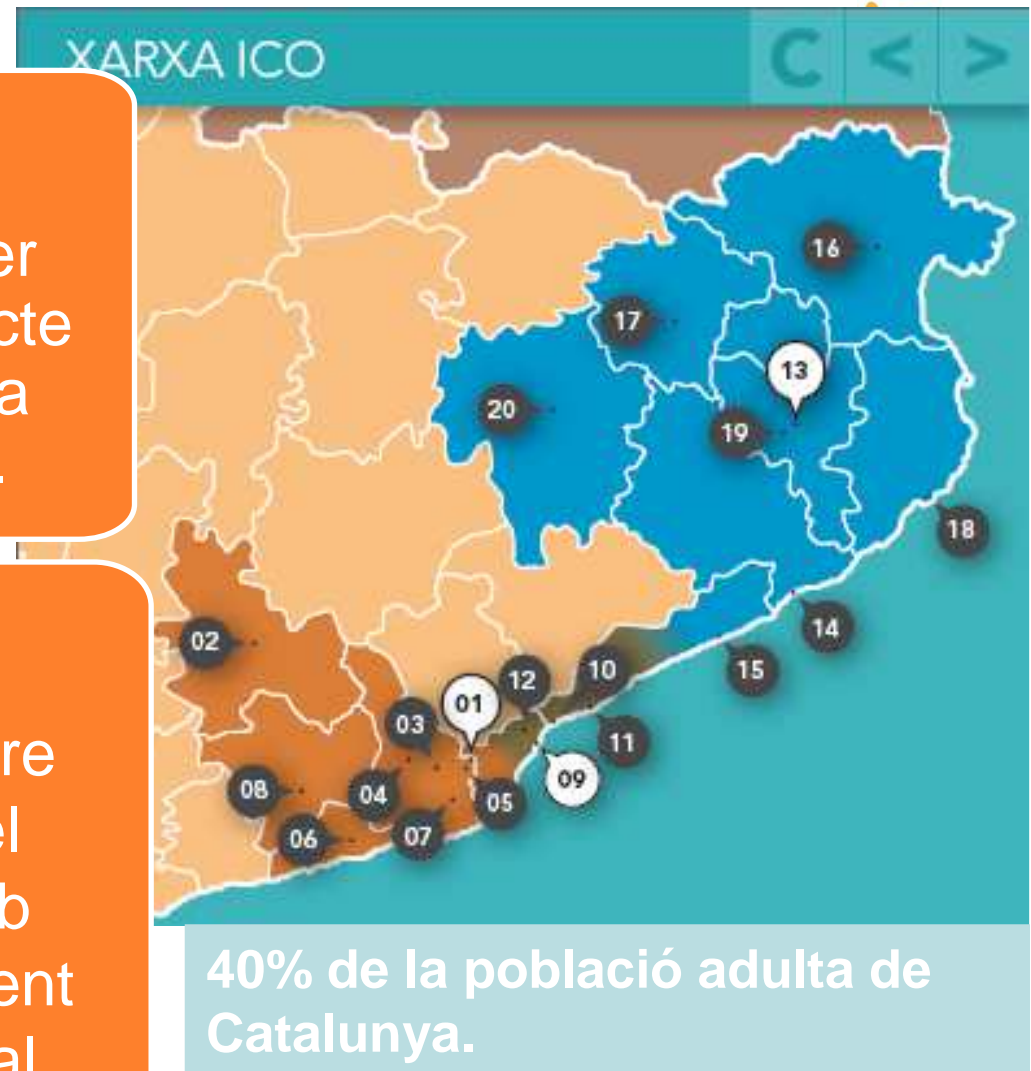 XARXA ICO
C < >
er
cte
a
.
16
17
13
20
19
18
02
14
10
15
12
01
03
11
09
08
04
05
06
07
re
el
b
ent
al
40% de la població adulta de
Catalunya.